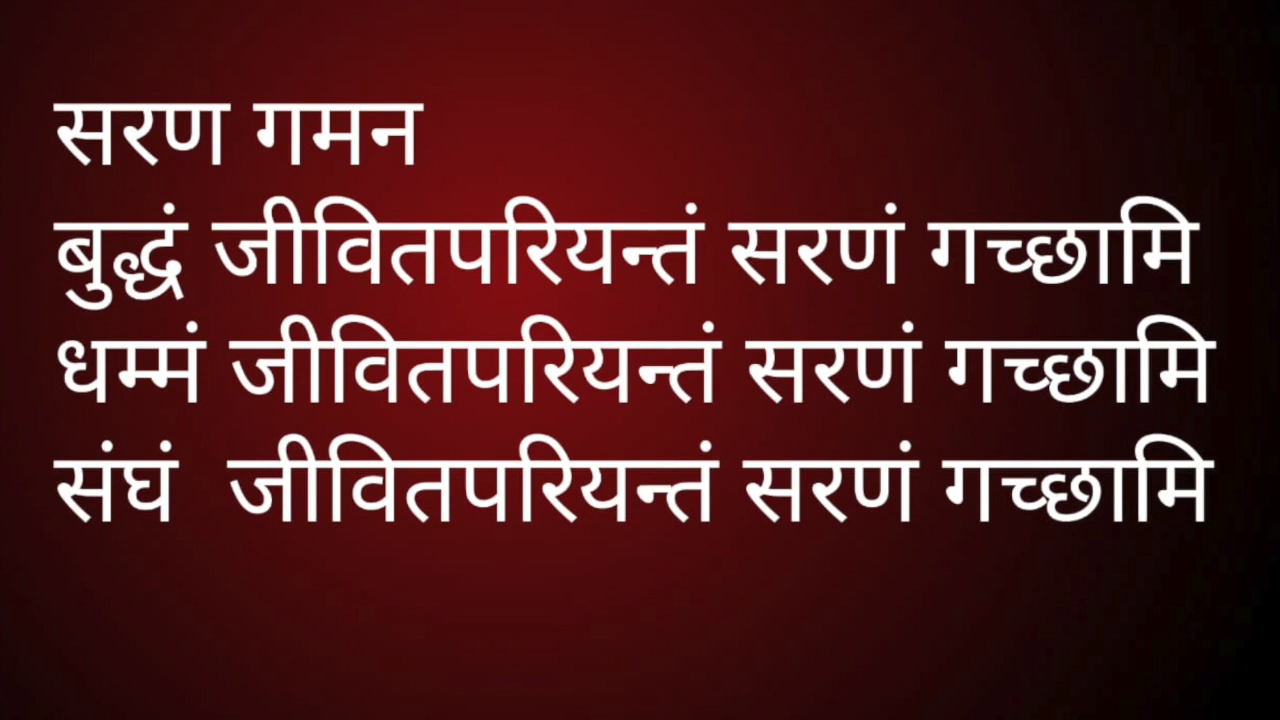 सरण गमन
बुद्धं जीवितपरियन्तं सरणं गच्छामि
धम्मं जीवितपरियन्तं सरणं गच्छामि
संघं जीवितपरियन्तं सरणं गच्छामि